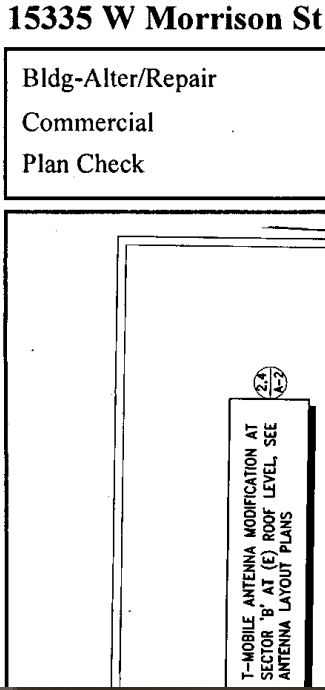 15335 W Morrison St
Bldg-Alter/Repair
Commercial
Plan Check
2,4
A-2
T-MOBILE ANTENNA MODIFICATION AT
SECTOR 'B' AT (E) ROOF LEVEL, SEE
ANTENNA LAYOUT PLANS